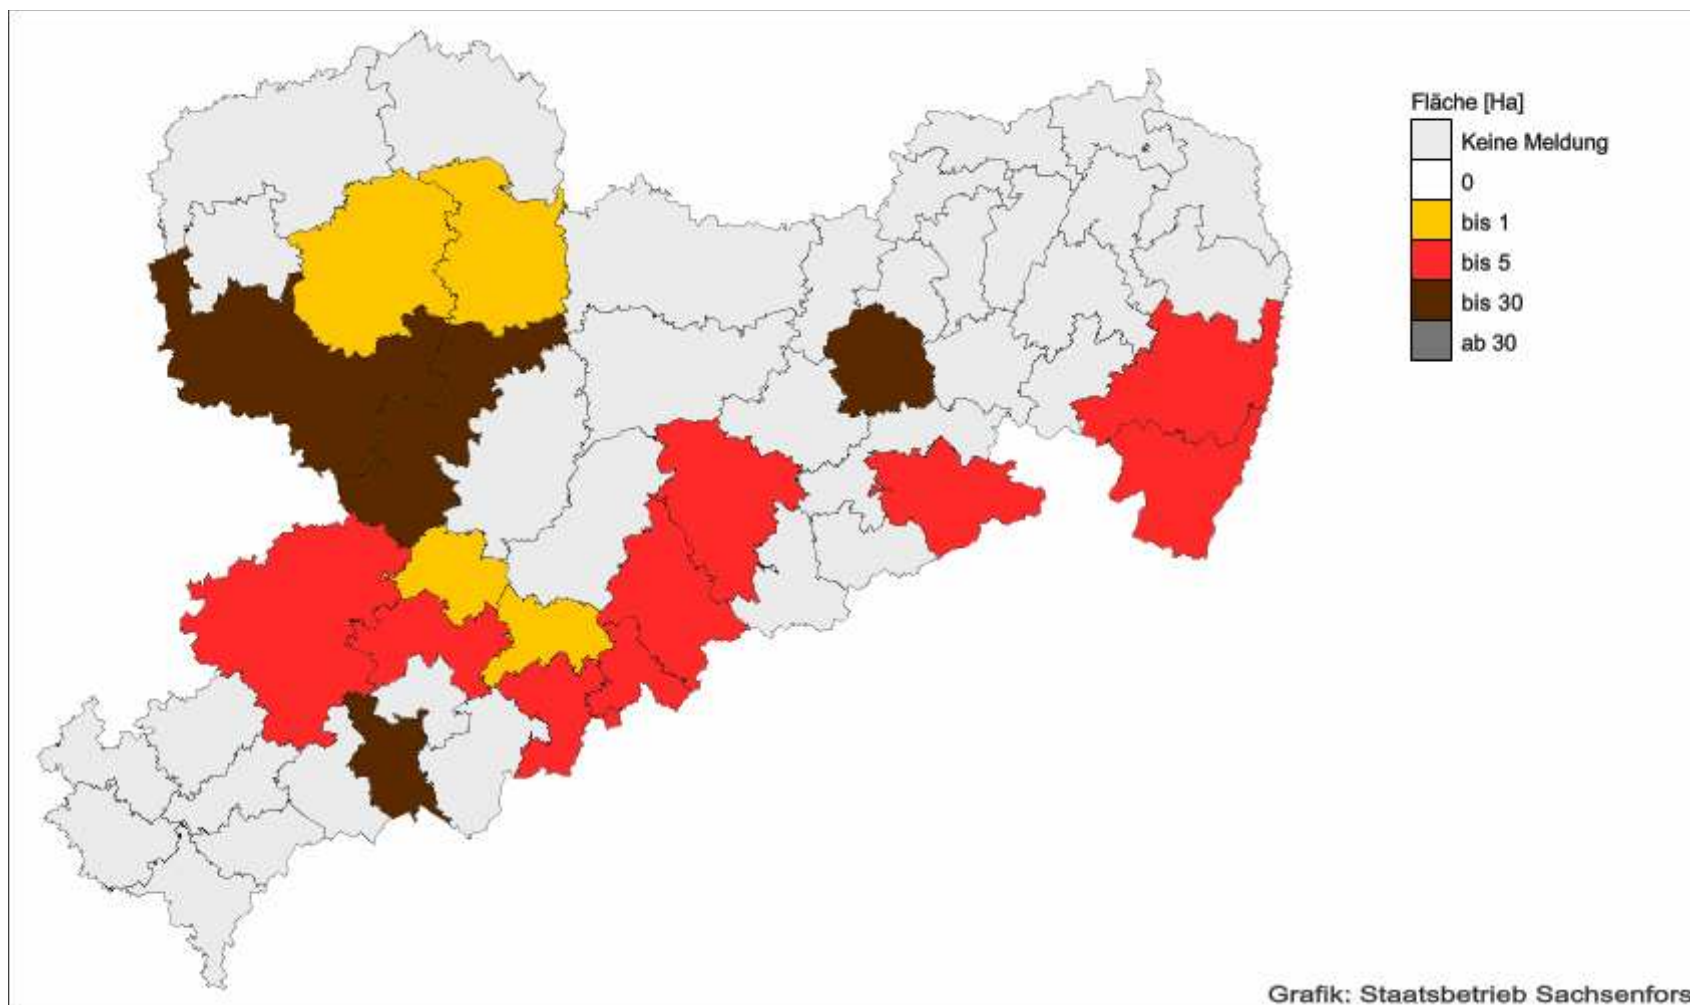 Fläche [Ha]
Keine Meldung
0
bis 1
bis 5
bis 30
ab 30
Grafik: Staatsbetrieb Sachsenfors